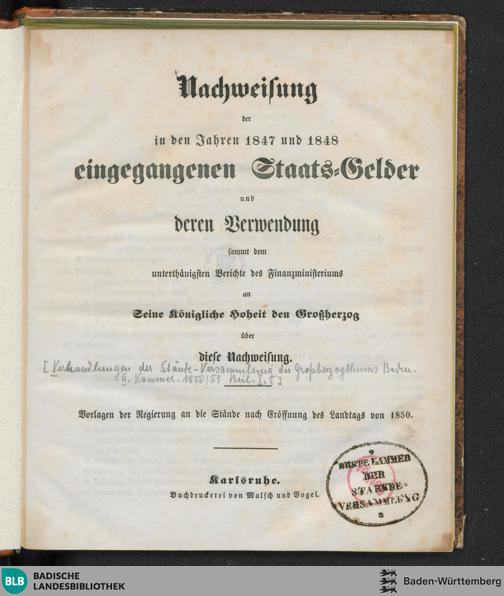 Nachweisung
der
in den Jahren 1847 und 1848
eingegangenen Staats-Gelder
und
deren Verwendung
sammt dem
unterthänigsten Berichte des Finanzministeriums
an
Seine Königliche Hoheit den Großherzog
über
diese Nachweisung.
[Verhandlungen der Stände-Versammlung des Großherzogthums Baden.
II. Kammer. 1850/51 Beil. I.]
Vorlagen der Regierung an die Stände nach Eröffnung des Landtags von 1850.
Karlsruhe.
Buchdruckerei von Malsch und Vogel.
ERSTE KAMMER
DER
STAENDE=
VERSAMMLUNG
BLB BADISCHE
LANDESBIBLIOTHEK
Baden-Württemberg